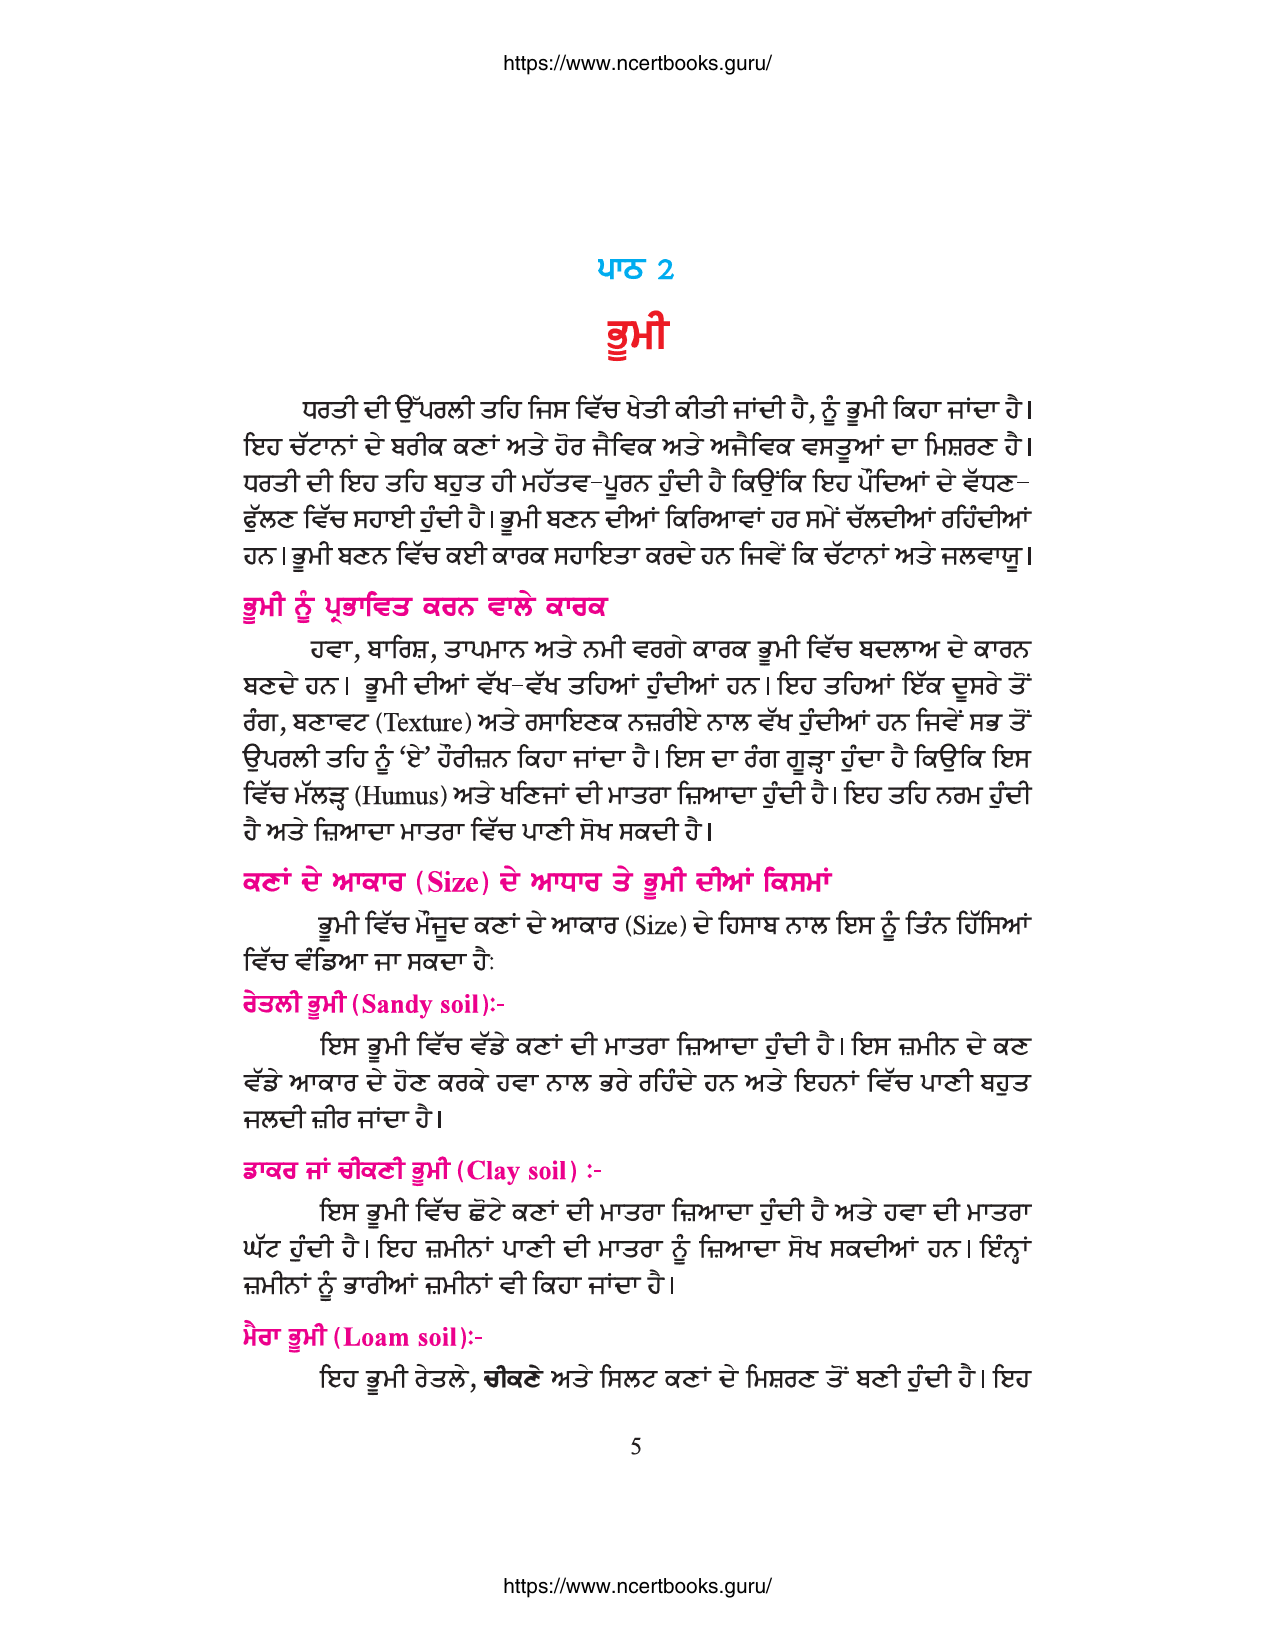 https://www.ncertbooks.guru/
ਪਾਠ 2
ਭੂਮੀ
ਧਰਤੀ ਦੀ ਉੱਪਰਲੀ ਤਹਿ ਜਿਸ ਵਿੱਚ ਖੇਤੀ ਕੀਤੀ ਜਾਂਦੀ ਹੈ, ਨੂੰ ਭੂਮੀ ਕਿਹਾ ਜਾਂਦਾ ਹੈ।
ਇਹ ਚੱਟਾਨਾਂ ਦੇ ਬਰੀਕ ਕਣਾਂ ਅਤੇ ਹੋਰ ਜੈਵਿਕ ਅਤੇ ਅਜੈਵਿਕ ਵਸਤੂਆਂ ਦਾ ਮਿਸ਼ਰਣ ਹੈ।
ਧਰਤੀ ਦੀ ਇਹ ਤਹਿ ਬਹੁਤ ਹੀ ਮਹੱਤਵ-ਪੂਰਨ ਹੁੰਦੀ ਹੈ ਕਿਉਂਕਿ ਇਹ ਪੌਦਿਆਂ ਦੇ ਵੱਧਣ-
ਫੁੱਲਣ ਵਿੱਚ ਸਹਾਈ ਹੁੰਦੀ ਹੈ। ਭੂਮੀ ਬਣਨ ਦੀਆਂ ਕਿਰਿਆਵਾਂ ਹਰ ਸਮੇਂ ਚੱਲਦੀਆਂ ਰਹਿੰਦੀਆਂ
ਹਨ। ਭੂਮੀ ਬਣਨ ਵਿੱਚ ਕਈ ਕਾਰਕ ਸਹਾਇਤਾ ਕਰਦੇ ਹਨ ਜਿਵੇਂ ਕਿ ਚੱਟਾਨਾਂ ਅਤੇ ਜਲਵਾਯੂ।
ਭੂਮੀ ਨੂੰ ਪ੍ਰਭਾਵਿਤ ਕਰਨ ਵਾਲੇ ਕਾਰਕ
ਹਵਾ, ਬਾਰਿਸ਼, ਤਾਪਮਾਨ ਅਤੇ ਨਮੀ ਵਰਗੇ ਕਾਰਕ ਭੂਮੀ ਵਿੱਚ ਬਦਲਾਅ ਦੇ ਕਾਰਨ
ਬਣਦੇ ਹਨ। ਭੂਮੀ ਦੀਆਂ ਵੱਖ-ਵੱਖ ਤਹਿਆਂ ਹੁੰਦੀਆਂ ਹਨ। ਇਹ ਤਹਿਆਂ ਇੱਕ ਦੂਸਰੇ ਤੋਂ
ਰੰਗ, ਬਣਾਵਟ (Texture) ਅਤੇ ਰਸਾਇਣਕ ਨਜ਼ਰੀਏ ਨਾਲ ਵੱਖ ਹੁੰਦੀਆਂ ਹਨ ਜਿਵੇਂ ਸਭ ਤੋਂ
ਉਪਰਲੀ ਤਹਿ ਨੂੰ ‘ਏ’ ਹੌਰੀਜ਼ਨ ਕਿਹਾ ਜਾਂਦਾ ਹੈ। ਇਸ ਦਾ ਰੰਗ ਗੂੜ੍ਹਾ ਹੁੰਦਾ ਹੈ ਕਿਉਕਿ ਇਸ
ਵਿੱਚ ਮੱਲੜ੍ਹ (Humus) ਅਤੇ ਖਣਿਜਾਂ ਦੀ ਮਾਤਰਾ ਜ਼ਿਆਦਾ ਹੁੰਦੀ ਹੈ। ਇਹ ਤਹਿ ਨਰਮ ਹੁੰਦੀ
ਹੈ ਅਤੇ ਜ਼ਿਆਦਾ ਮਾਤਰਾ ਵਿੱਚ ਪਾਣੀ ਸੋਖ ਸਕਦੀ ਹੈ।
ਕਣਾਂ ਦੇ ਆਕਾਰ (Size) ਦੇ ਆਧਾਰ ਤੇ ਭੂਮੀ ਦੀਆਂ ਕਿਸਮਾਂ
ਭੂਮੀ ਵਿੱਚ ਮੌਜੂਦ ਕਣਾਂ ਦੇ ਆਕਾਰ (Size) ਦੇ ਹਿਸਾਬ ਨਾਲ ਇਸ ਨੂੰ ਤਿੰਨ ਹਿੱਸਿਆਂ
ਵਿੱਚ ਵੰਡਿਆ ਜਾ ਸਕਦਾ ਹੈ:
ਰੇਤਲੀ ਭੂਮੀ (Sandy soil):-
ਇਸ ਭੂਮੀ ਵਿੱਚ ਵੱਡੇ ਕਣਾਂ ਦੀ ਮਾਤਰਾ ਜ਼ਿਆਦਾ ਹੁੰਦੀ ਹੈ। ਇਸ ਜ਼ਮੀਨ ਦੇ ਕਣ
ਵੱਡੇ ਆਕਾਰ ਦੇ ਹੋਣ ਕਰਕੇ ਹਵਾ ਨਾਲ ਭਰੇ ਰਹਿੰਦੇ ਹਨ ਅਤੇ ਇਹਨਾਂ ਵਿੱਚ ਪਾਣੀ ਬਹੁਤ
ਜਲਦੀ ਜ਼ੀਰ ਜਾਂਦਾ ਹੈ।
ਡਾਕਰ ਜਾਂ ਚੀਕਣੀ ਭੂਮੀ (Clay soil) :-
ਇਸ ਭੂਮੀ ਵਿੱਚ ਛੋਟੇ ਕਣਾਂ ਦੀ ਮਾਤਰਾ ਜ਼ਿਆਦਾ ਹੁੰਦੀ ਹੈ ਅਤੇ ਹਵਾ ਦੀ ਮਾਤਰਾ
ਘੱਟ ਹੁੰਦੀ ਹੈ। ਇਹ ਜ਼ਮੀਨਾਂ ਪਾਣੀ ਦੀ ਮਾਤਰਾ ਨੂੰ ਜ਼ਿਆਦਾ ਸੋਖ ਸਕਦੀਆਂ ਹਨ। ਇੰਨ੍ਹਾਂ
ਜ਼ਮੀਨਾਂ ਨੂੰ ਭਾਰੀਆਂ ਜ਼ਮੀਨਾਂ ਵੀ ਕਿਹਾ ਜਾਂਦਾ ਹੈ।
ਮੈਰਾ ਭੂਮੀ (Loam soil):-
ਇਹ ਭੂਮੀ ਰੇਤਲੇ, ਚੀਕਣੇ ਅਤੇ ਸਿਲਟ ਕਣਾਂ ਦੇ ਮਿਸ਼ਰਣ ਤੋਂ ਬਣੀ ਹੁੰਦੀ ਹੈ। ਇਹ
5
https://www.ncertbooks.guru/